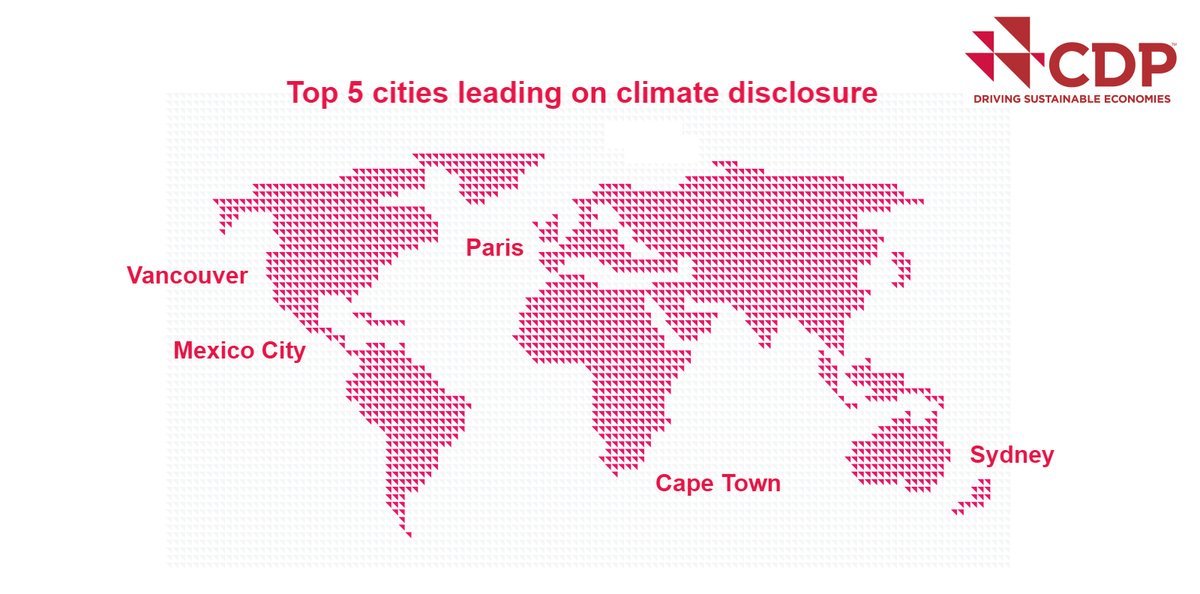 CDP
DRIVING SUSTAINABLE ECONOMIES
Top 5 cities leading on climate disclosure
Paris
Vancouver
Mexico City
Sydney
Cape Town